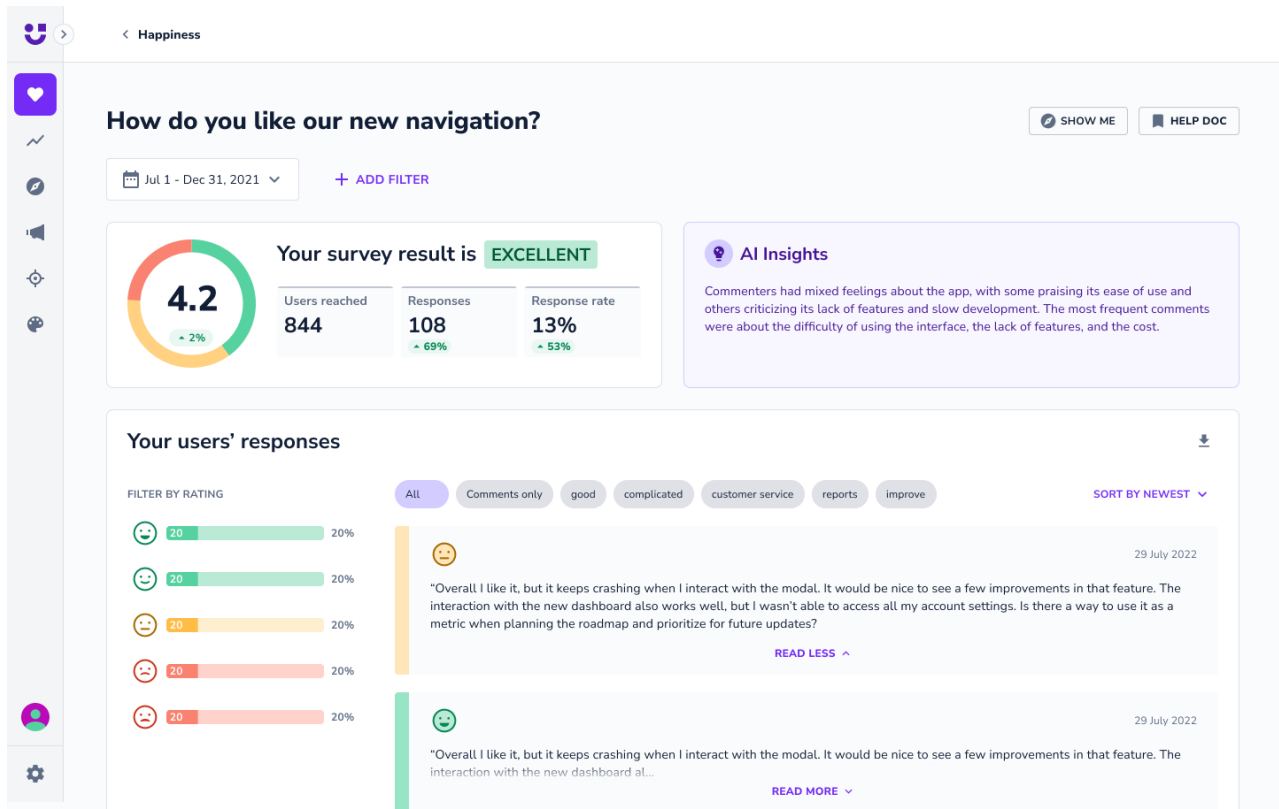 Happiness
How do you like our new navigation?
SHOW ME
HELP DOC
Jul 1 - Dec 31, 2021
ADD FILTER
4.2
2%
Your survey result is EXCELLENT
Users reached
844
Responses
108
69%
Response rate
13%
53%
AI Insights
Commenters had mixed feelings about the app, with some praising its ease of use and
others criticizing its lack of features and slow development. The most frequent comments
were about the difficulty of using the interface, the lack of features, and the cost.
Your users’ responses
FILTER BY RATING
20 20%
20 20%
20 20%
20 20%
20 20%
All Comments only good complicated customer service reports improve
SORT BY NEWEST
29 July 2022
“Overall I like it, but it keeps crashing when I interact with the modal. It would be nice to see a few improvements in that feature. The
interaction with the new dashboard also works well, but I wasn’t able to access all my account settings. Is there a way to use it as a
metric when planning the roadmap and prioritize for future updates?
READ LESS
29 July 2022
“Overall I like it, but it keeps crashing when I interact with the modal. It would be nice to see a few improvements in that feature. The
interaction with the new dashboard al...
READ MORE